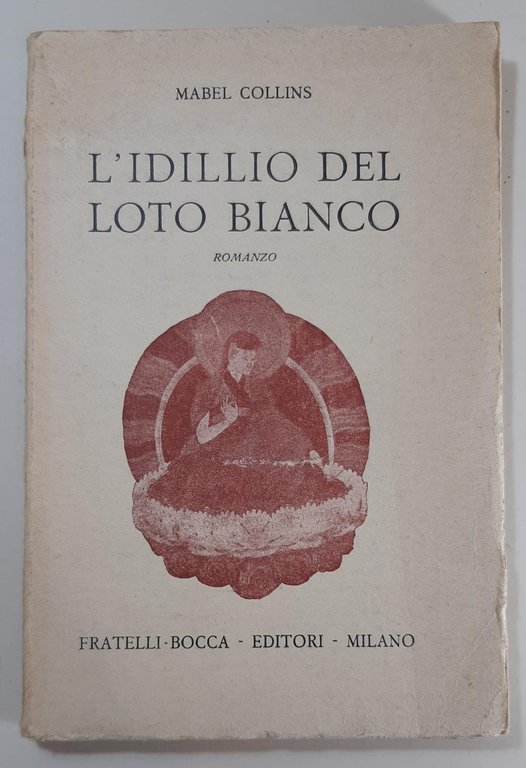 MABEL COLLINS
L'IDILLIO DEL
LOTO BIANCO
ROMANZO
FRATELLI·BOCCA - EDITORI - MILANO